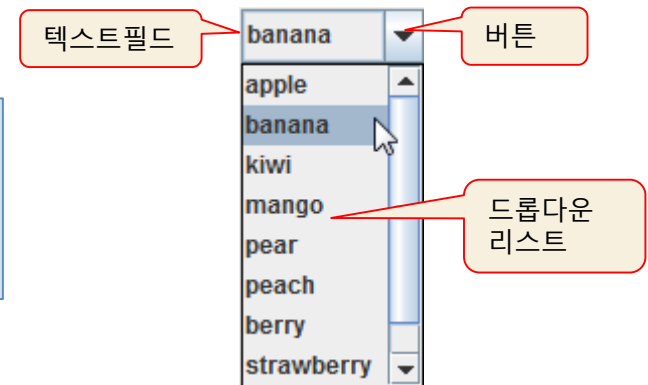 텍스트필드
banana
버튼
apple
banana
kiwi
mango
드롭다운
리스트
pear
peach
berry
strawberry